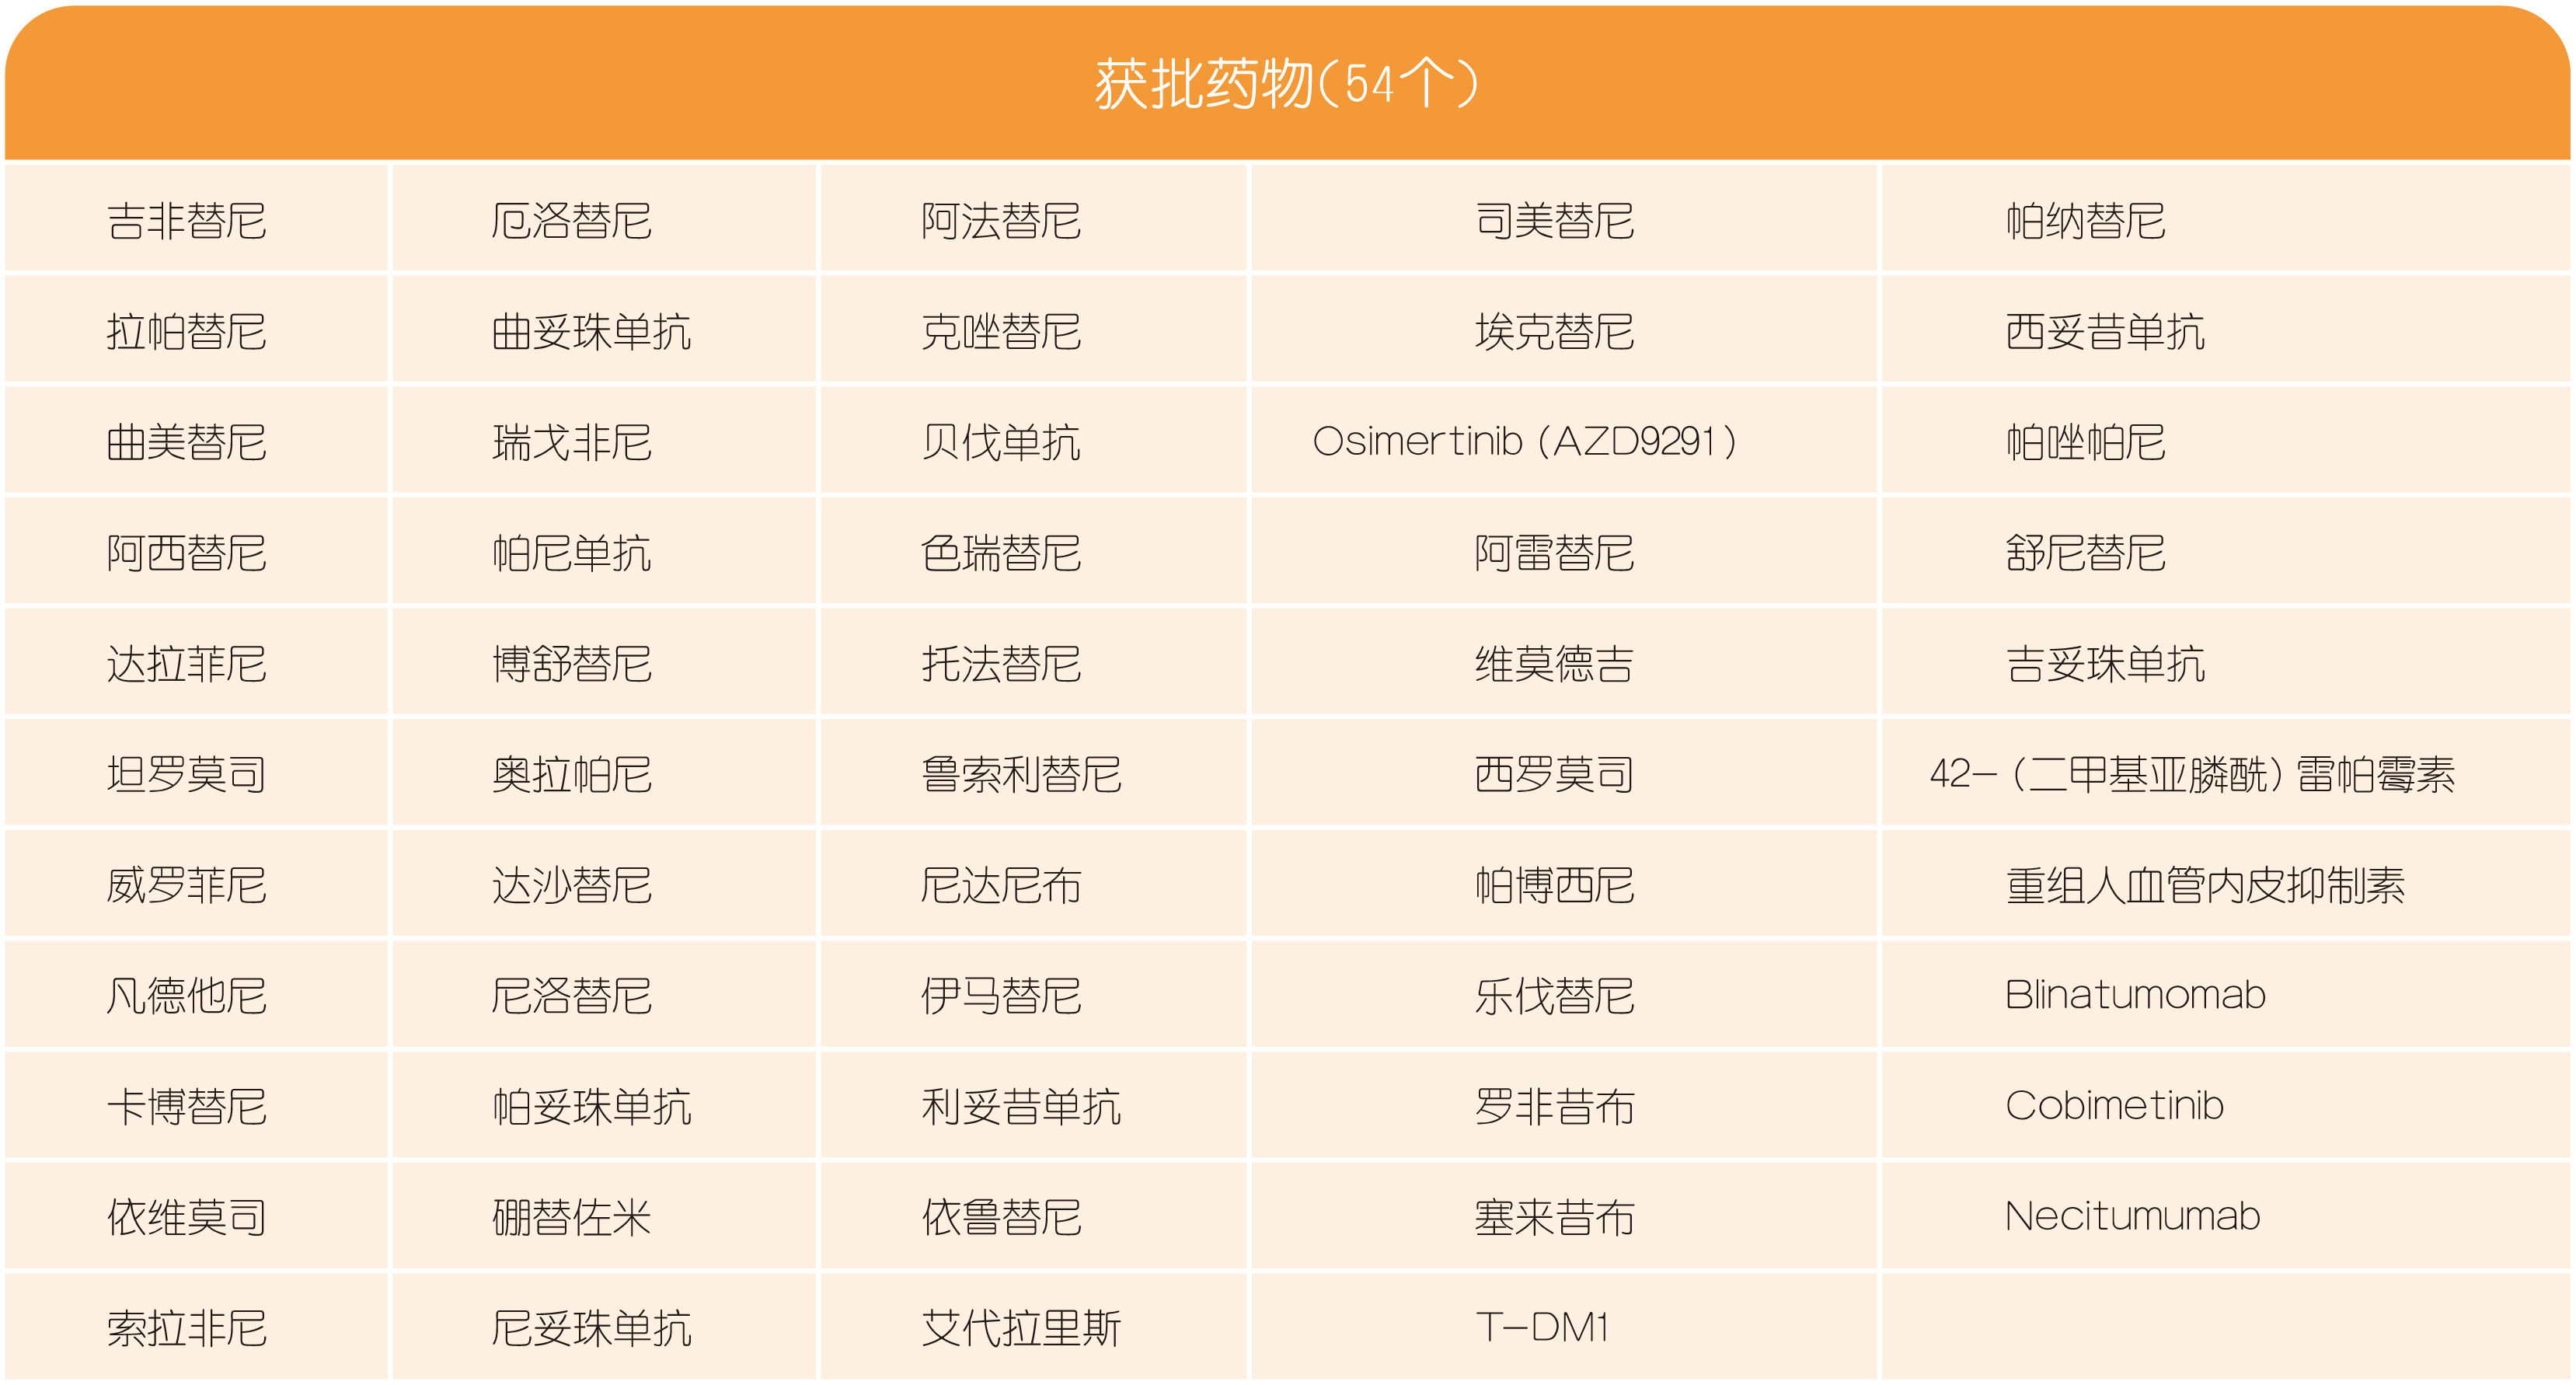 获批药物(54个)
吉非替尼 厄洛替尼 阿法替尼 司美替尼 帕纳替尼
拉帕替尼 曲妥珠单抗 克唑替尼 埃克替尼 西妥昔单抗
曲美替尼 瑞戈非尼 贝伐单抗 Osimertinib (AZD9291) 帕唑帕尼
阿西替尼 帕尼单抗 色瑞替尼 阿雷替尼 舒尼替尼
达拉菲尼 博舒替尼 托法替尼 维莫德吉 吉妥珠单抗
坦罗莫司 奥拉帕尼 鲁索利替尼 西罗莫司 42-(二甲基亚膦酰)雷帕霉素
威罗菲尼 达沙替尼 尼达尼布 帕博西尼 重组人血管内皮抑制素
凡德他尼 尼洛替尼 伊马替尼 乐伐替尼 Blinatumomab
卡博替尼 帕妥珠单抗 利妥昔单抗 罗非昔布 Cobimetinib
依维莫司 硼替佐米 依鲁替尼 塞来昔布 Necitumumab
索拉非尼 尼妥珠单抗 艾代拉里斯 T-DM1